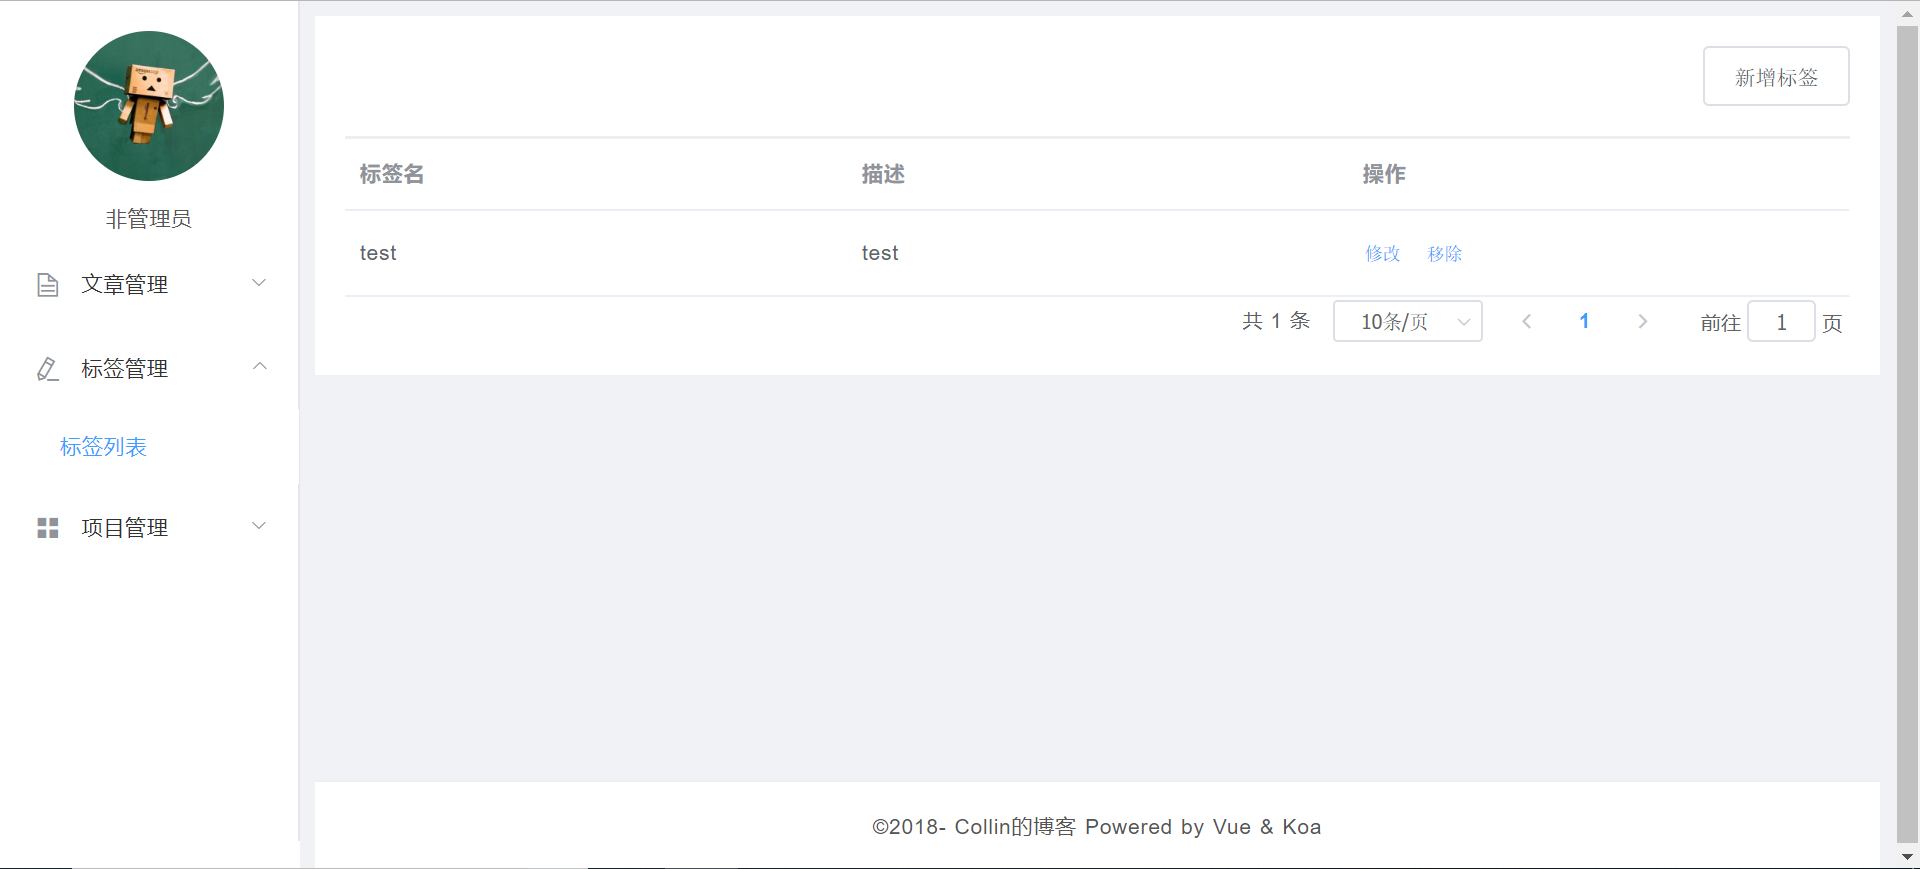 非管理员
文章管理
标签管理
标签列表
项目管理
新增标签
标签名 描述 操作
test test 修改 移除
共 1 条 10条/页 1 前往 1 页
©2018- Collin的博客 Powered by Vue & Koa